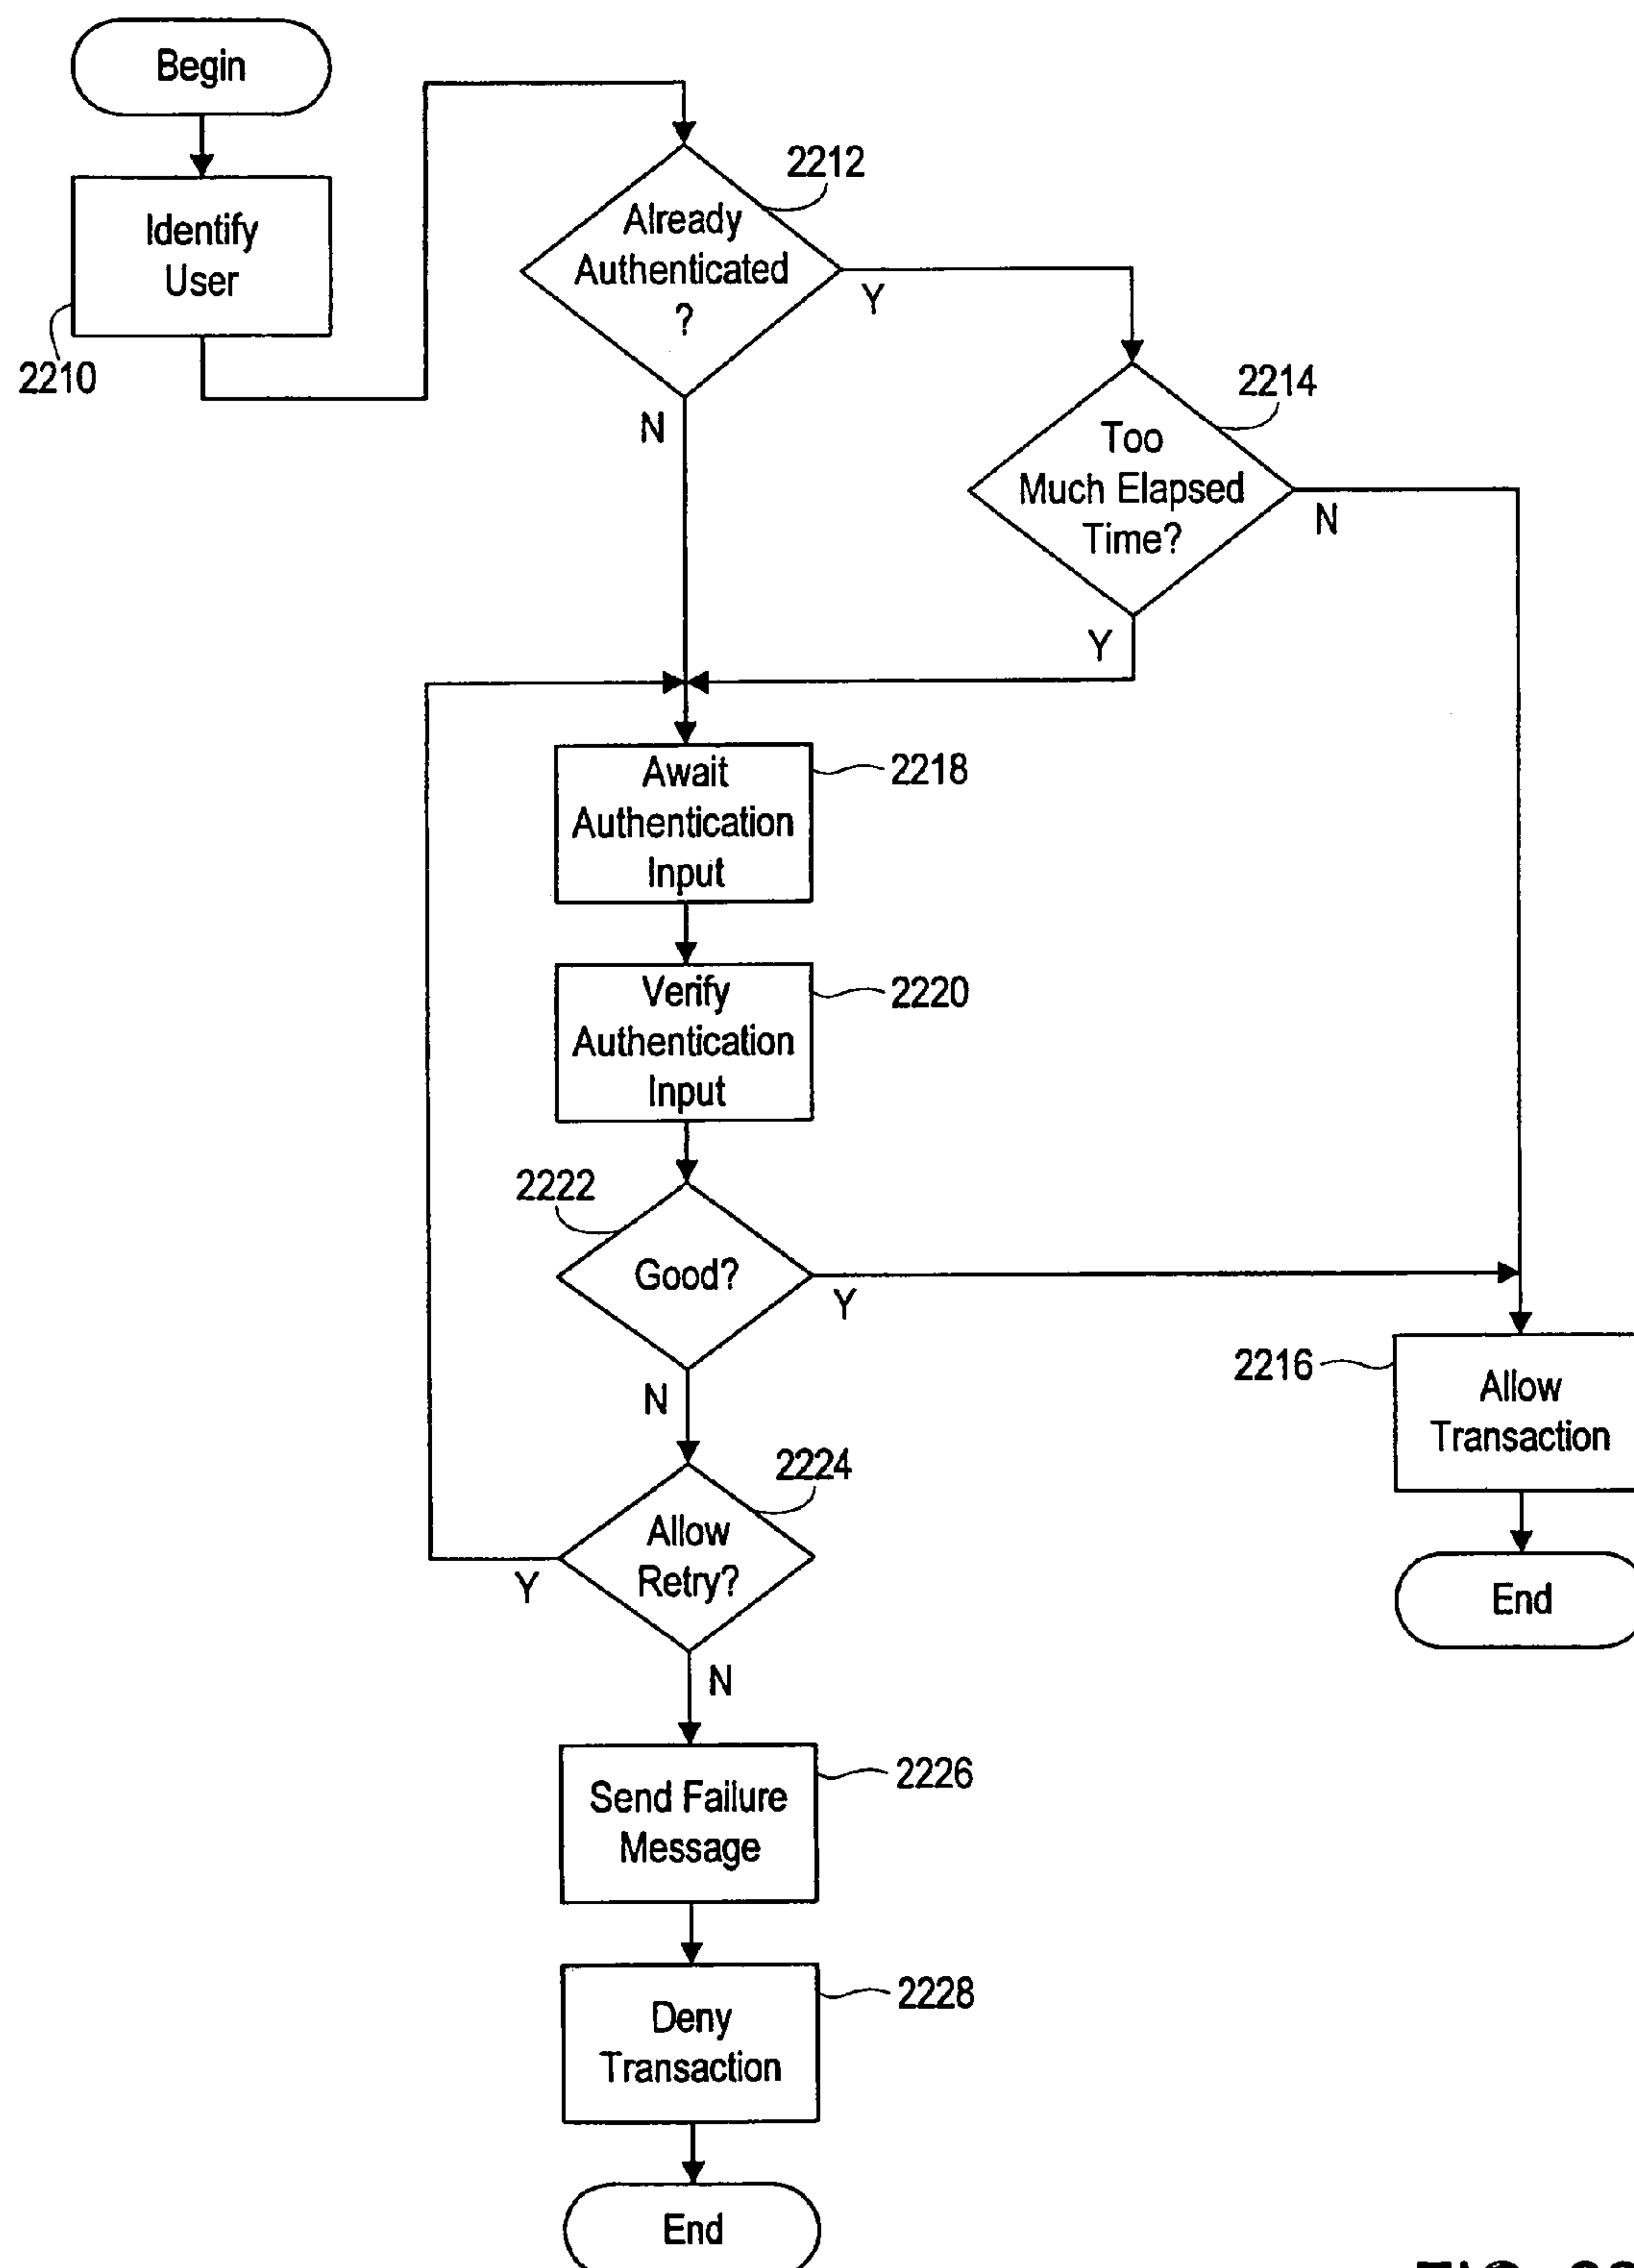 Begin
Identify
User
2210
2212
Already
Authenticated
?
Y
N
2214
Too
Much Elapsed
Time?
N
Y
Await
Authentication
Input
2218
Verify
Authentication
Input
2220
2222
Good?
Y
N
2216
Allow
Transaction
End
2224
Allow
Retry?
Y
N
Send Failure
Message
2226
Deny
Transaction
2228
End